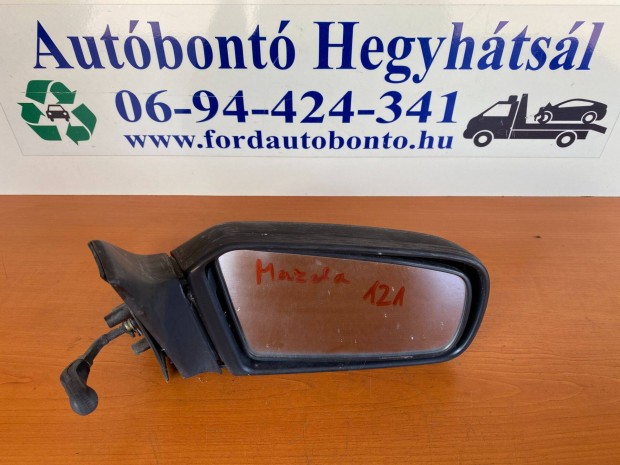 Autóbontó Hegyhátsál
06-94-424-341
www.fordautobonto.hu
Mazda 121